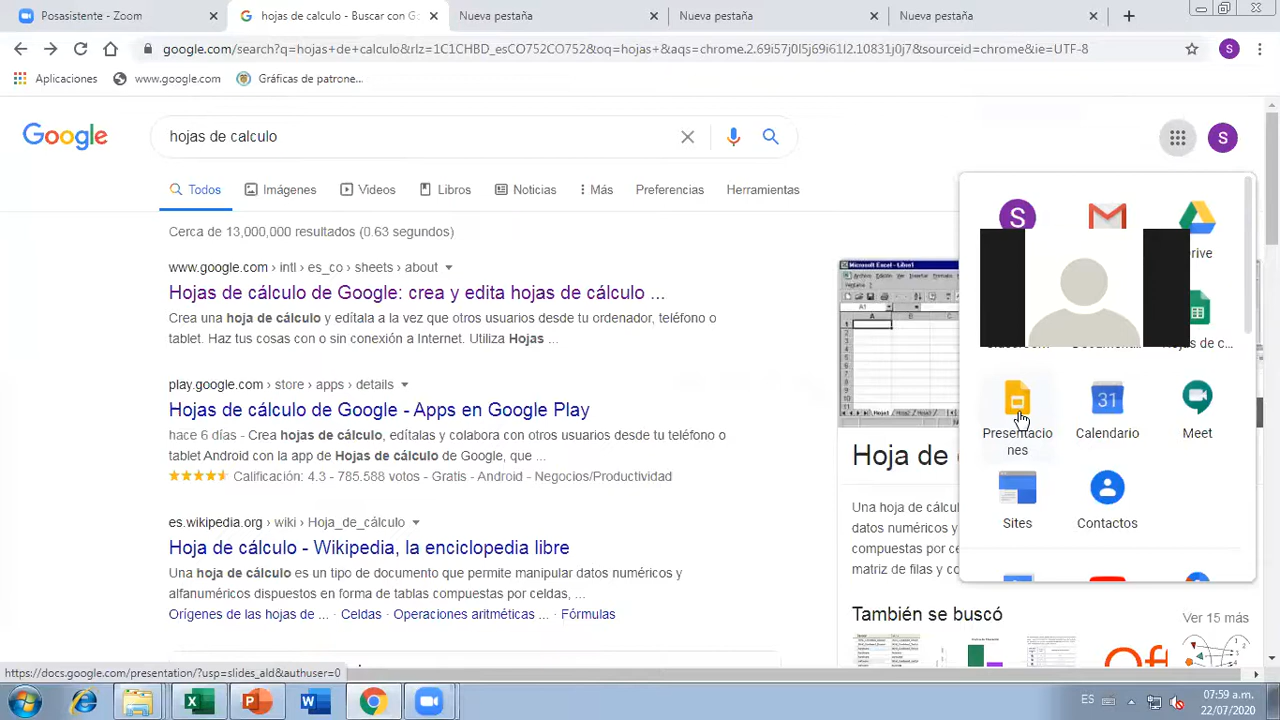 Posasistente - Zoom
hojas de calculo - Buscar con G
Nueva pestaña
Nueva pestaña
Nueva pestaña
google.com/search?q=hojas+de+calculo&rlz=1C1CHBD_esCO752CO752&oq=hojas+&aqs=chrome.2.69i57j0l5j69i61l2.10831j0j7&sourceid=chrome&ie=UTF-8
S
Aplicaciones
www.google.com
Gráficas de patrone...
Google
hojas de calculo
S
Todos
Imágenes
Videos
Libros
Noticias
Más
Preferencias
Herramientas
Cerca de 13,000,000 resultados (0.63 segundos)
www.google.com › intl › es_co › sheets › about
Hojas de cálculo de Google: crea y edita hojas de cálculo ...
Crea una hoja de cálculo y edítala a la vez que otros usuarios desde tu ordenador, teléfono o
tablet. Haz tus cosas con o sin conexión a Internet. Utiliza Hojas ...
play.google.com › store › apps › details
Hojas de cálculo de Google - Apps en Google Play
hace 6 días - Crea hojas de cálculo, edítalas y colabora con otros usuarios desde tu teléfono o
tablet Android con la app de Hojas de cálculo de Google, que ...
Calificación: 4.3 - 785.588 votos - Gratis - Android - Negocios/Productividad
es.wikipedia.org › wiki › Hoja_de_cálculo
Hoja de cálculo - Wikipedia, la enciclopedia libre
Una hoja de cálculo es un tipo de documento que permite manipular datos numéricos y
alfanuméricos dispuestos en forma de tablas compuestas por celdas, ...
Orígenes de las hojas de ... · Celdas · Operaciones aritméticas ... · Fórmulas
S
Presentacio
nes
31
Calendario
Meet
Sites
Contactos
Microsoft Excel - Libro1
A1
A
B
C
Hoja de
Una hoja de cálculo
datos numéricos y
compuestas por ce
matriz de filas y co
También se buscó
Ver 15 más
https://docs.google.com/presentation/?usp=slides_ald&authuser=0
ES
07:59 a.m.
22/07/2020